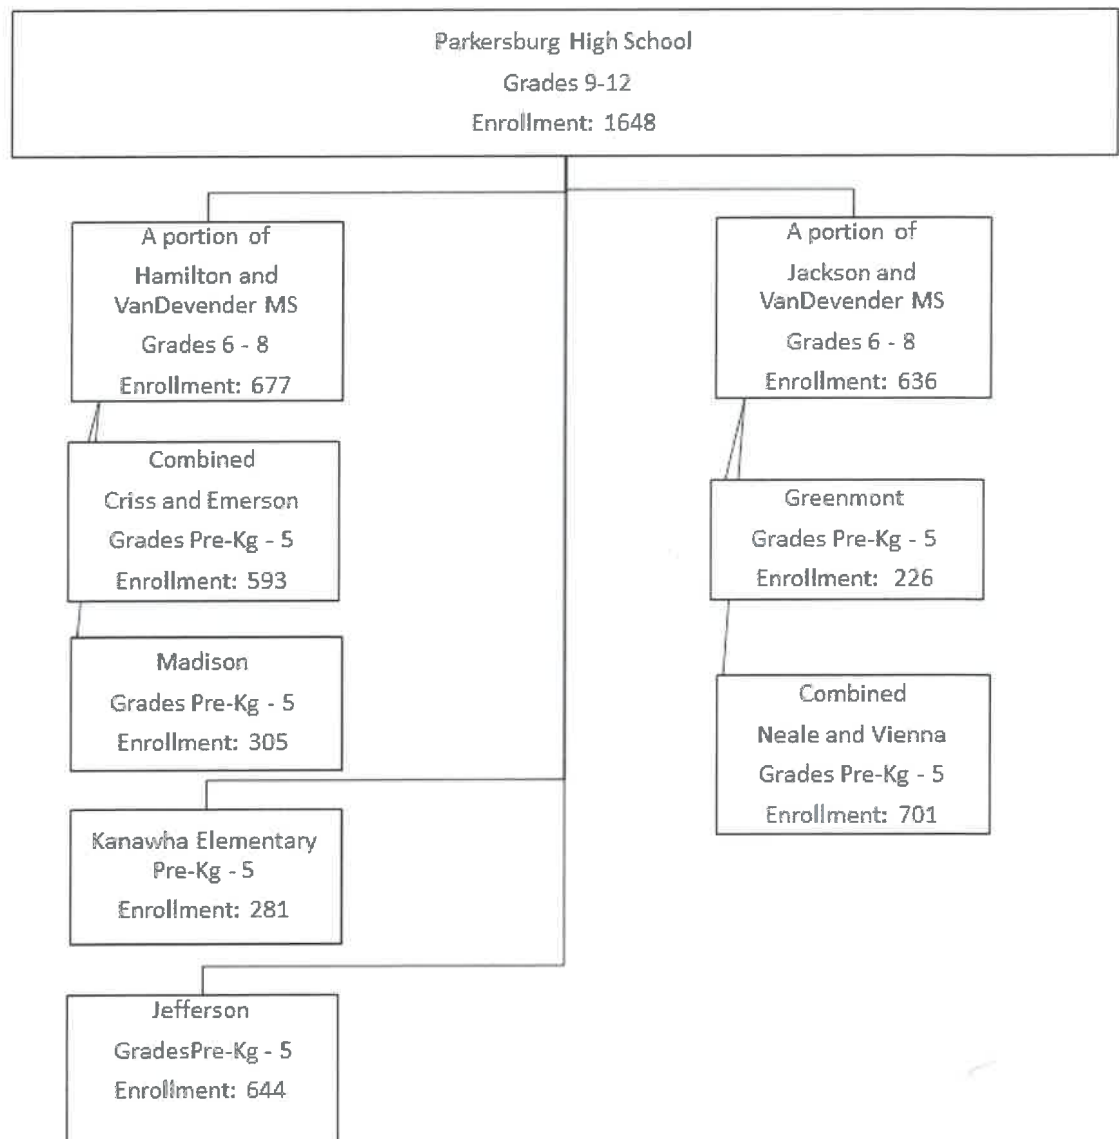 Parkersburg High School
Grades 9-12
Enrollment: 1648
A portion of
Hamilton and
VanDevender MS
Grades 6 - 8
Enrollment: 677
Combined
Criss and Emerson
Grades Pre-Kg - 5
Enrollment: 593
Madison
Grades Pre-Kg - 5
Enrollment: 305
Kanawha Elementary
Pre-Kg - 5
Enrollment: 281
Jefferson
GradesPre-Kg - 5
Enrollment: 644
A portion of
Jackson and
VanDevender MS
Grades 6 - 8
Enrollment: 636
Greenmont
Grades Pre-Kg - 5
Enrollment: 226
Combined
Neale and Vienna
Grades Pre-Kg - 5
Enrollment: 701